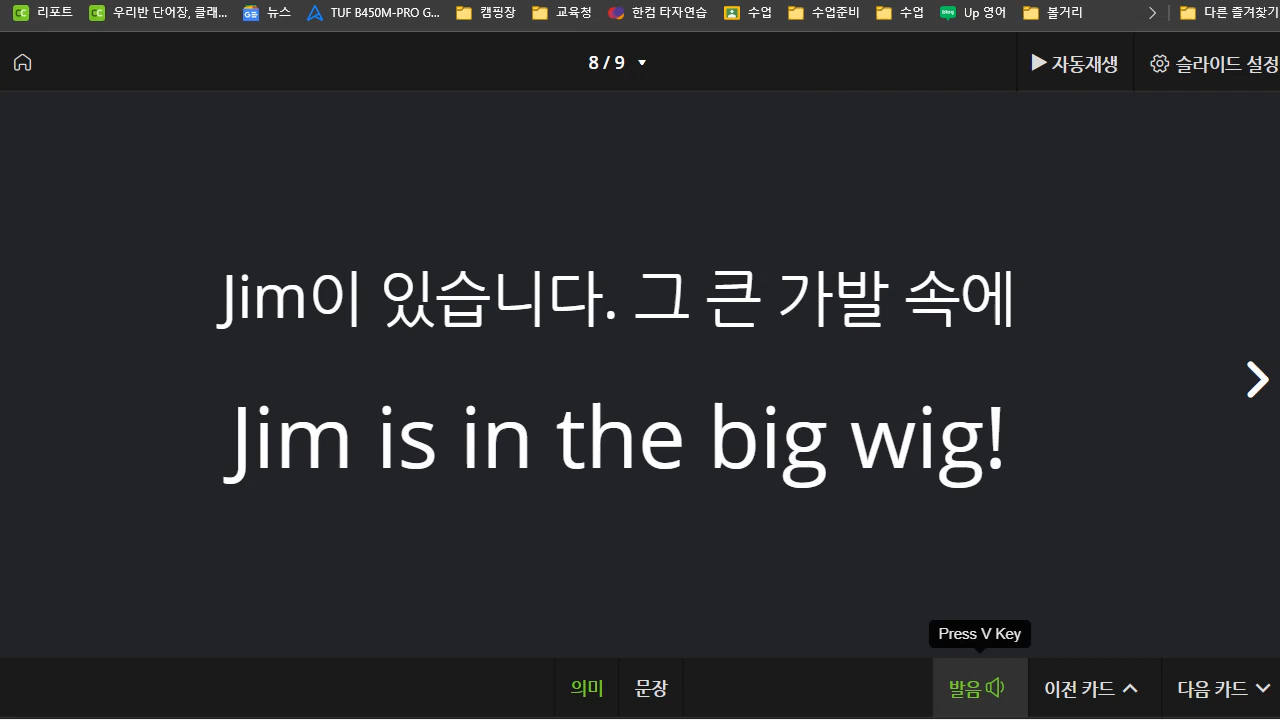 리포트 우리반 단어장, 클래... 뉴스 TUF B450M-PRO G... 캠핑장 교육청 한컴 타자연습 수업 수업준비 수업 Up 영어 볼거리 다른 즐겨찾기
8 / 9 자동재생 슬라이드 설정
Jim이 있습니다. 그 큰 가발 속에
Jim is in the big wig!
Press V Key
의미 문장 발음 이전 카드 다음 카드